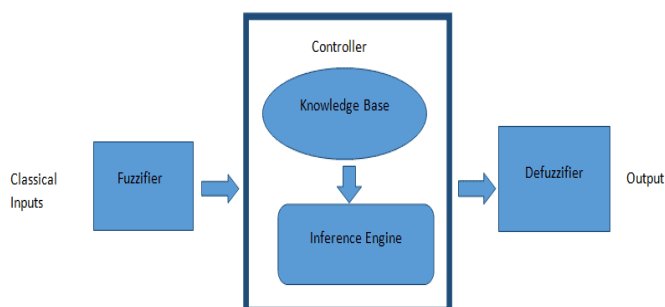 Controller
Knowledge Base
Classical
Inputs
Fuzzifier
Inference Engine
Defuzzifier
Output